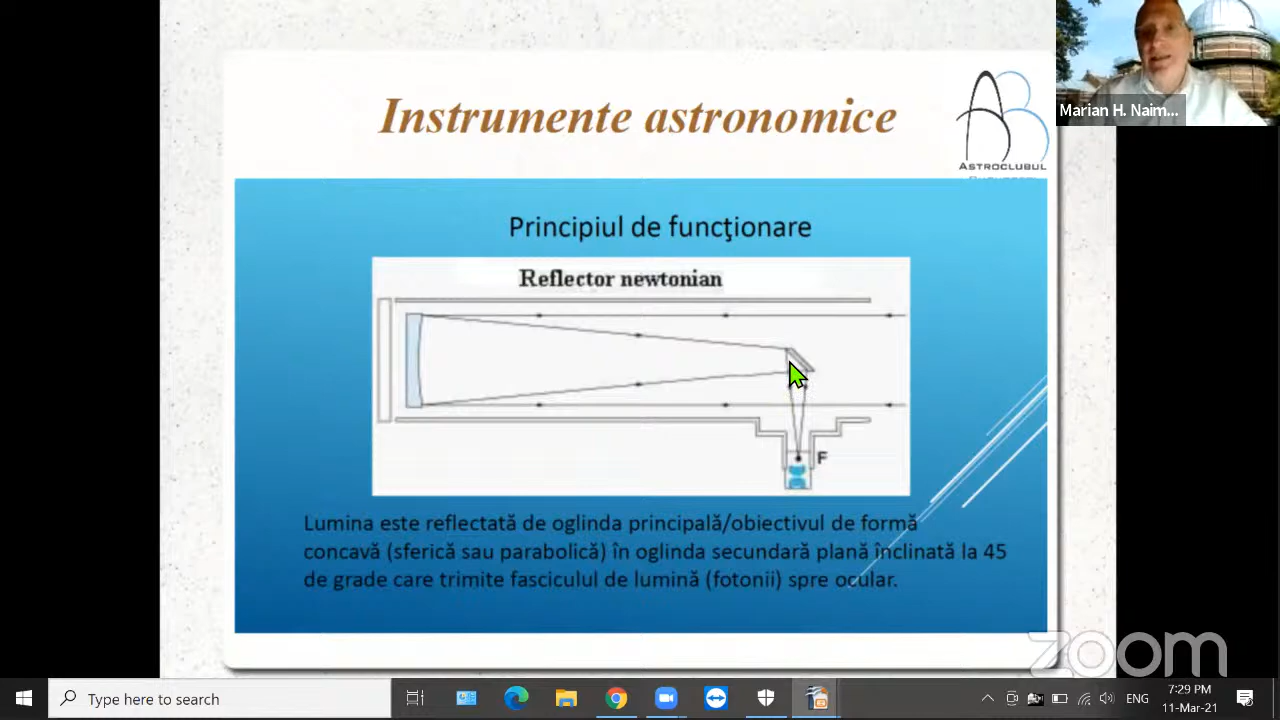 Instrumente astronomice
ASTROCLUBUL
Marian H. Naim...
Principiul de funcţionare
Reflector newtonian
F
Lumina este reflectată de oglinda principală/obiectivul de formă
concavă (sferică sau parabolică) în oglinda secundară plană înclinată la 45
de grade care trimite fasciculul de lumină (fotonii) spre ocular.
zoom
Type here to search
ENG
7:29 PM
11-Mar-21